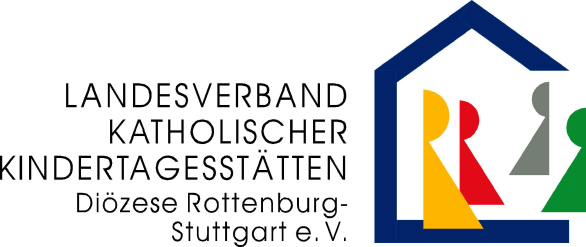 LANDESVERBAND
KATHOLISCHER
KINDERTAGESSTÄTTEN
Diözese Rottenburg-
Stuttgart e. V.